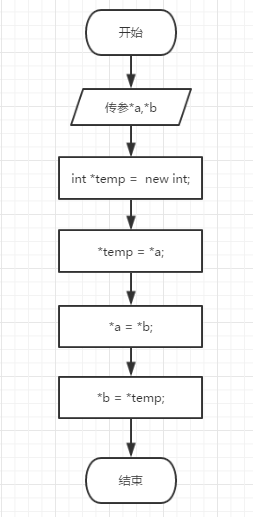 开始
传参*a,*b
int *temp =  new int;
*temp = *a;
*a = *b;
*b = *temp;
结束